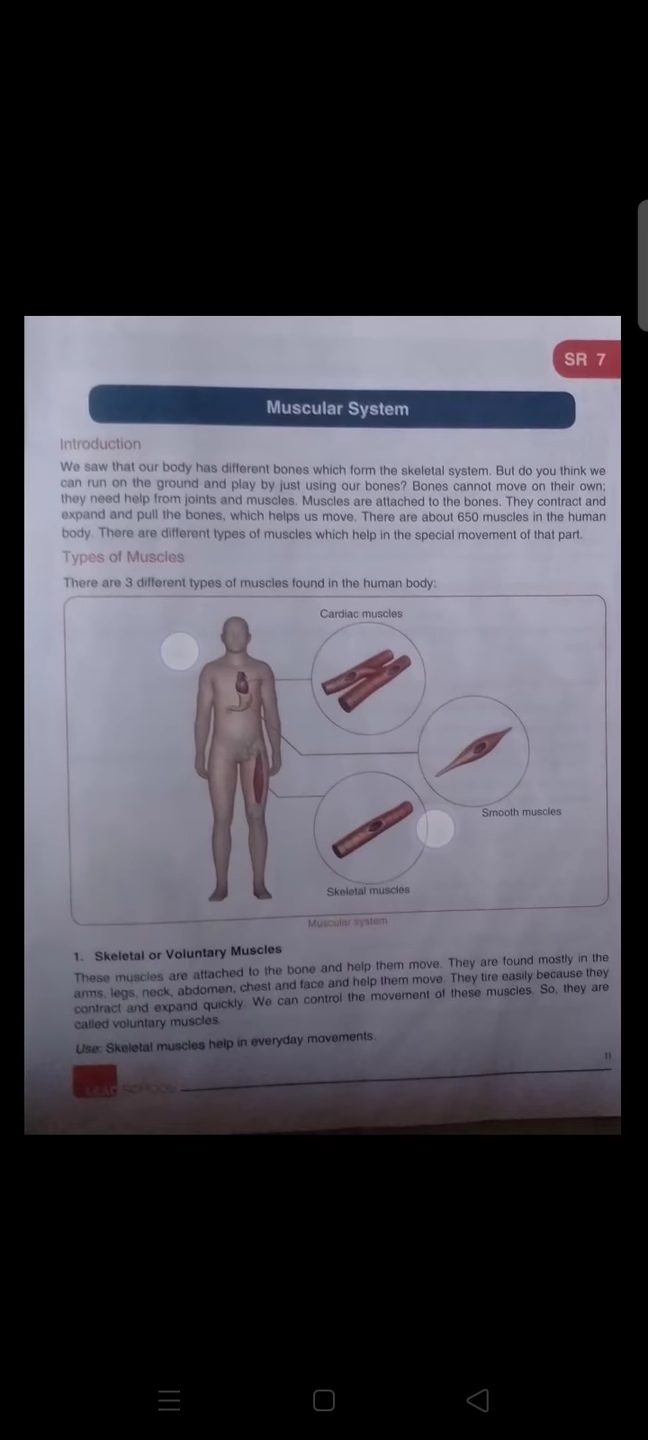 SR 7
Muscular System
Introduction
We saw that our body has different bones which form the skeletal system. But do you think we
can run on the ground and play by just using our bones? Bones cannot move on their own;
they need help from joints and muscles. Muscles are attached to the bones. They contract and
expand and pull the bones, which helps us move. There are about 650 muscles in the human
body. There are different types of muscles which help in the special movement of that part.
Types of Muscles
There are 3 different types of muscles found in the human body:
Cardiac muscles
Smooth muscles
Skeletal muscles
Muscular system
1. Skeletal or Voluntary Muscles
These muscles are attached to the bone and help them move. They are found mostly in the
arms, legs, neck, abdomen, chest and face and help them move. They tire easily because they
contract and expand quickly. We can control the movement of these muscles. So, they are
called voluntary muscles.
Use: Skeletal muscles help in everyday movements.
11
LEAD SCHOOL